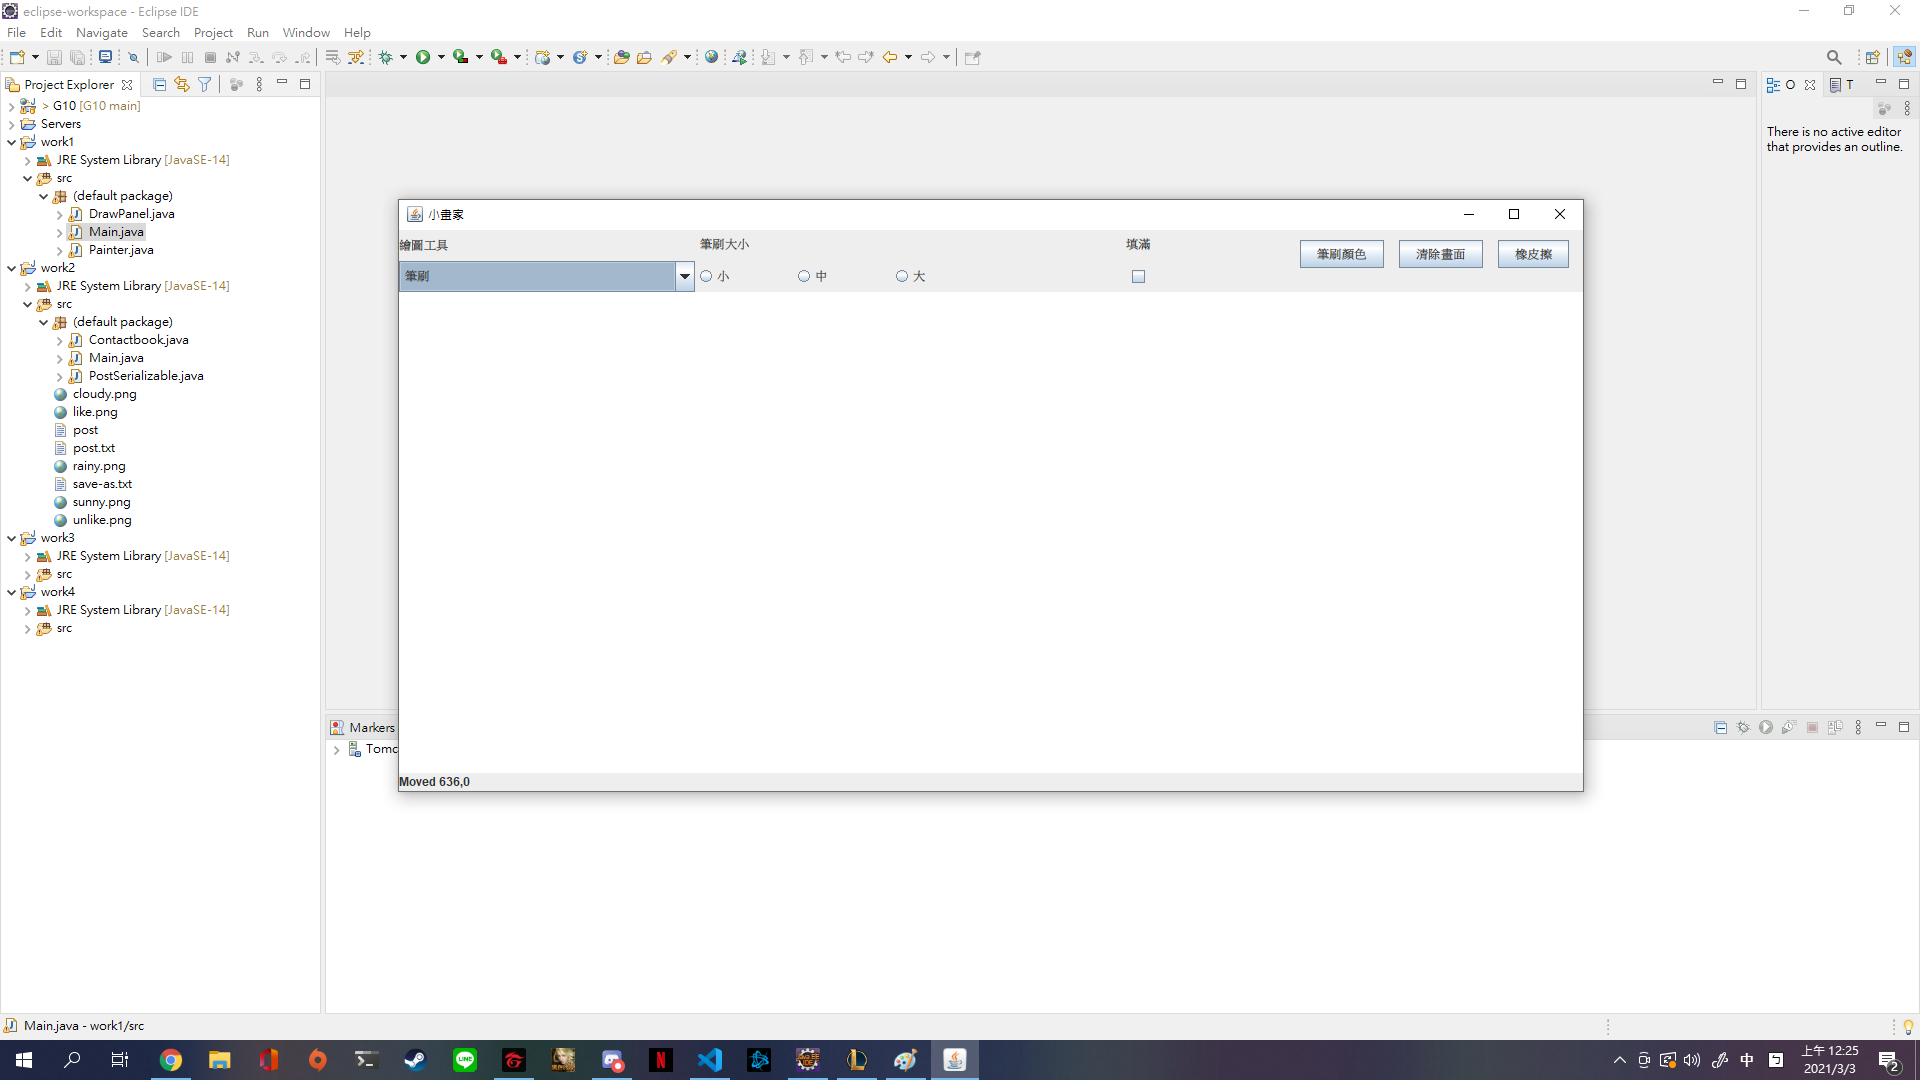 eclipse-workspace - Eclipse IDE
File Edit Navigate Search Project Run Window Help
Project Explorer
> G10 [G10 main]
Servers
work1
JRE System Library [JavaSE-14]
src
(default package)
DrawPanel.java
Main.java
Painter.java
work2
JRE System Library [JavaSE-14]
src
(default package)
Contactbook.java
Main.java
PostSerializable.java
cloudy.png
like.png
post
post.txt
rainy.png
save-as.txt
sunny.png
unlike.png
work3
JRE System Library [JavaSE-14]
src
work4
JRE System Library [JavaSE-14]
src
小畫家
繪圖工具 筆刷大小 填滿 筆刷顏色 清除畫面 橡皮擦
筆刷 小 中 大
Moved 636,0
O T
There is no active editor
that provides an outline.
Markers
Tomc
Main.java - work1/src
中
上午 12:25
2021/3/3
2